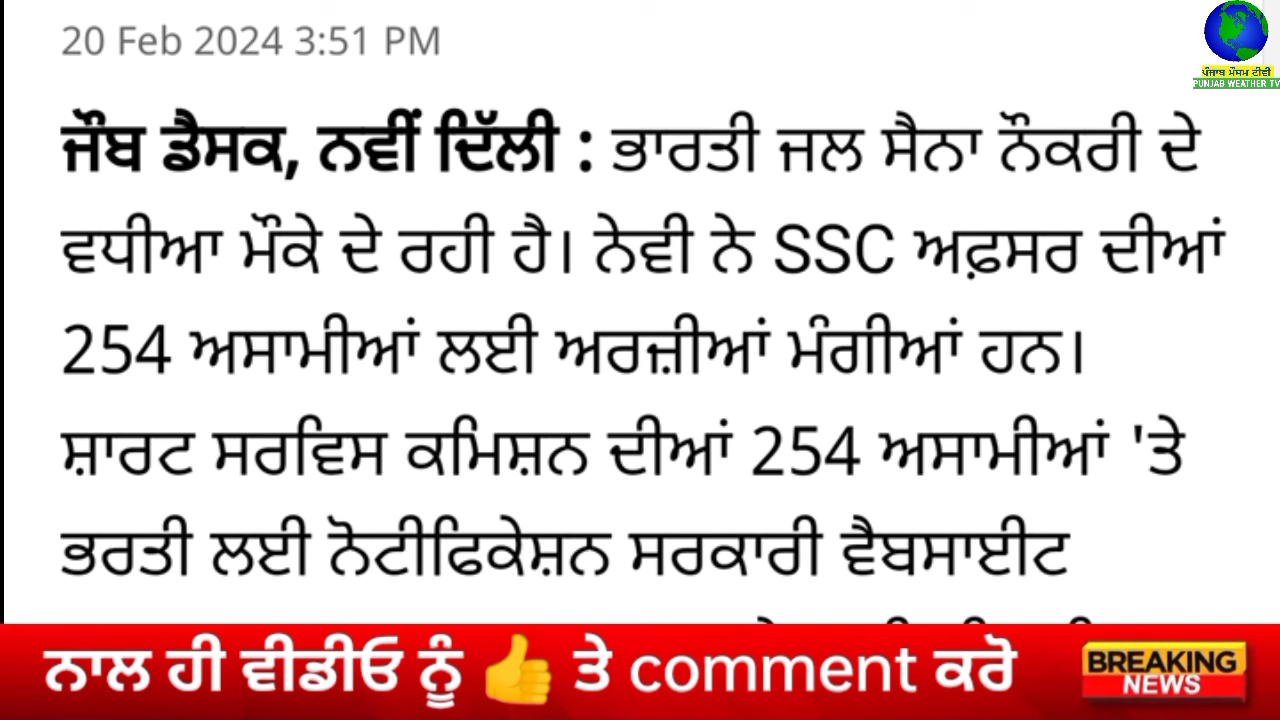 20 Feb 2024 3:51 PM
ਪੰਜਾਬ ਮੌਸਮ ਟੀਵੀ
PUNJAB WEATHER TV
ਜੌਬ ਡੈਸਕ, ਨਵੀਂ ਦਿੱਲੀ : ਭਾਰਤੀ ਜਲ ਸੈਨਾ ਨੌਕਰੀ ਦੇ
ਵਧੀਆ ਮੌਕੇ ਦੇ ਰਹੀ ਹੈ। ਨੇਵੀ ਨੇ SSC ਅਫ਼ਸਰ ਦੀਆਂ
254 ਅਸਾਮੀਆਂ ਲਈ ਅਰਜ਼ੀਆਂ ਮੰਗੀਆਂ ਹਨ।
ਸ਼ਾਰਟ ਸਰਵਿਸ ਕਮਿਸ਼ਨ ਦੀਆਂ 254 ਅਸਾਮੀਆਂ 'ਤੇ
ਭਰਤੀ ਲਈ ਨੋਟੀਫਿਕੇਸ਼ਨ ਸਰਕਾਰੀ ਵੈਬਸਾਈਟ
ਨਾਲ ਹੀ ਵੀਡੀਓ ਨੂੰ 👍 ਤੇ comment ਕਰੋ
BREAKING
NEWS